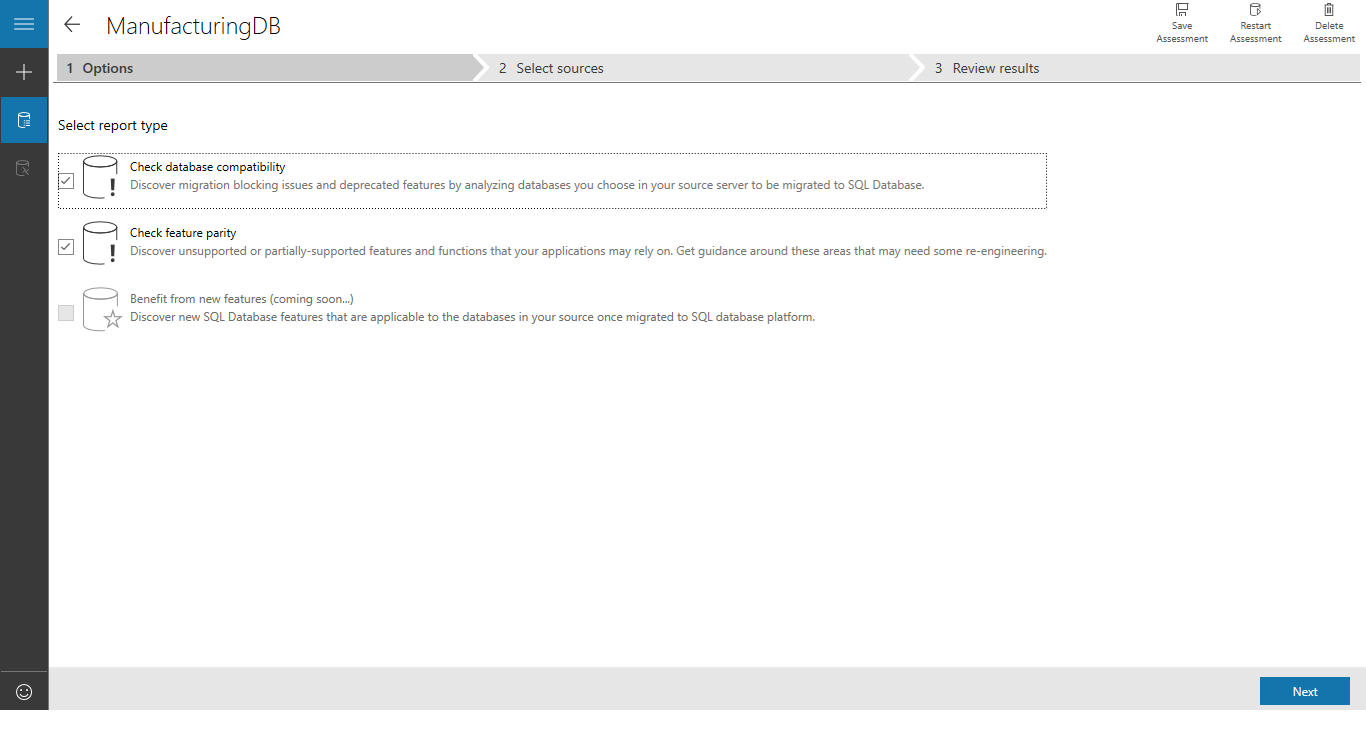 ManufacturingDB
Save
Assessment
Restart
Assessment
Delete
Assessment
1 Options
2 Select sources
3 Review results
Select report type
Check database compatibility
Discover migration blocking issues and deprecated features by analyzing databases you choose in your source server to be migrated to SQL Database.
Check feature parity
Discover unsupported or partially-supported features and functions that your applications may rely on. Get guidance around these areas that may need some re-engineering.
Benefit from new features (coming soon...)
Discover new SQL Database features that are applicable to the databases in your source once migrated to SQL database platform.
Next